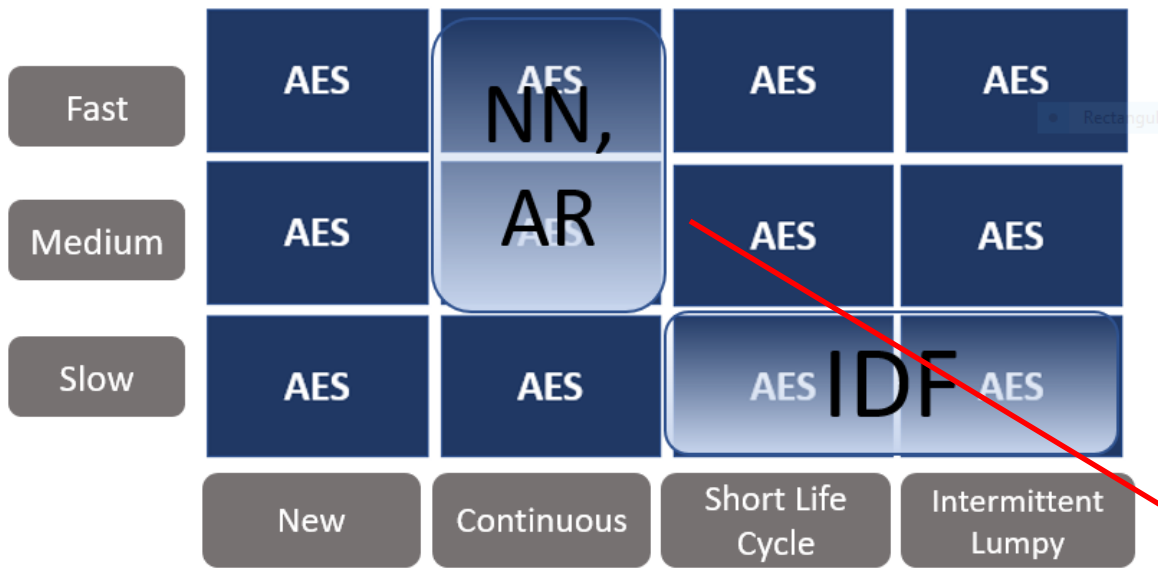 AES AES AES AES
NN,
Fast
Rectangul
AR
Medium
AES AES AES AES
Slow
AES AES AES AES
IDF
New
Continuous
Short Life
Cycle
Intermittent
Lumpy